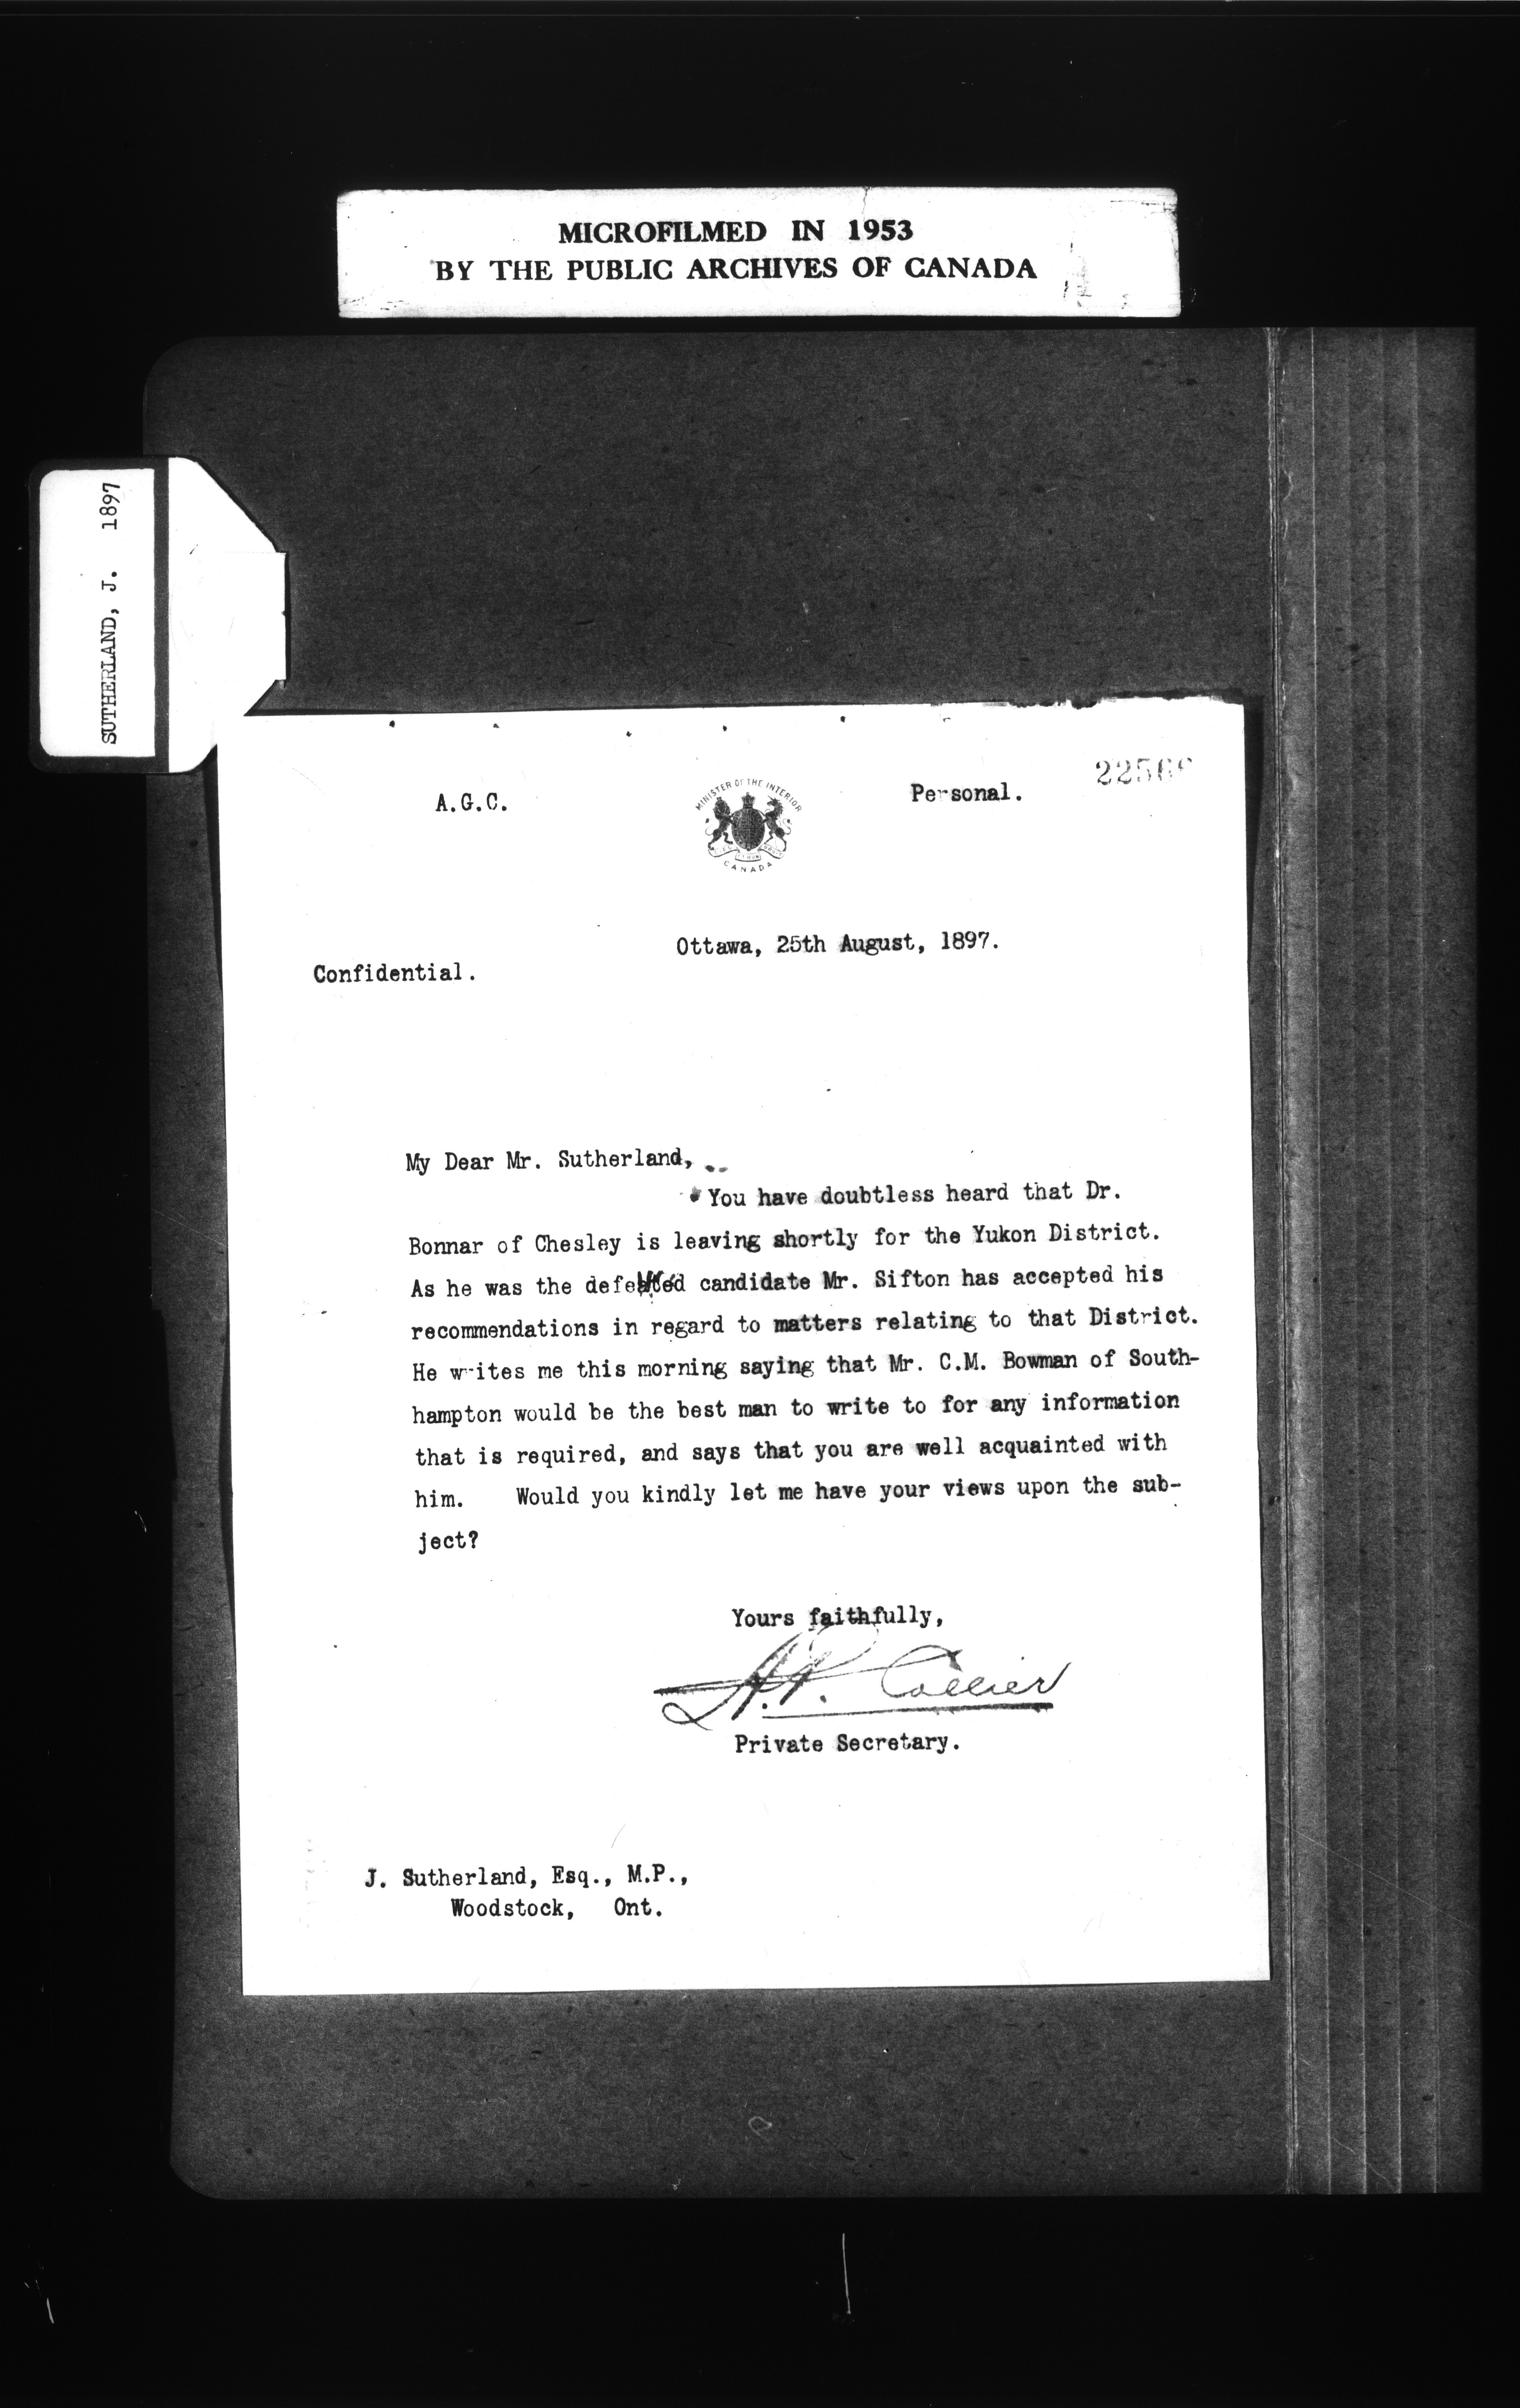 MICROFILMED IN 1953
BY THE PUBLIC ARCHIVES OF CANADA
SUTHERLAND, J. 1897
A.G.C.
MINISTER OF THE INTERIOR
CANADA
Personal.
Ottawa, 25th August, 1897.
Confidential.
My Dear Mr. Sutherland,
You have doubtless heard that Dr.
Bonnar of Chesley is leaving shortly for the Yukon District.
As he was the defeated candidate Mr. Sifton has accepted his
recommendations in regard to matters relating to that District.
He writes me this morning saying that Mr. C.M. Bowman of South-
hampton would be the best man to write to for any information
that is required, and says that you are well acquainted with
him. Would you kindly let me have your views upon the sub-
ject?
Yours faithfully,
A.P. Collier
Private Secretary.
J. Sutherland, Esq., M.P.,
Woodstock, Ont.